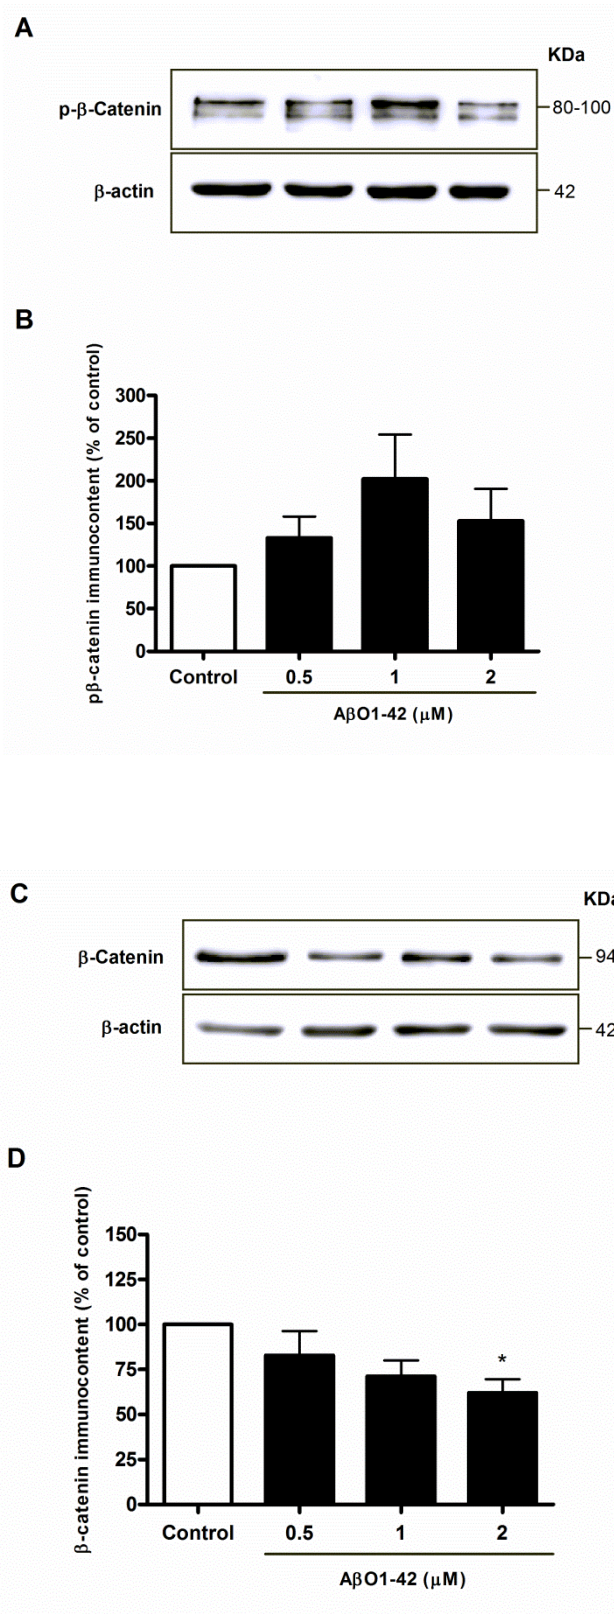 A
KDa
p-β-Catenin
80-100
β-actin
42
B
pβ-catenin immunocontent (% of control)
300
250
200
150
100
50
0
Control 0.5 1 2
AβO1-42 (μM)
C
KDa
β-Catenin
94
β-actin
42
D
β-catenin immunocontent (% of control)
150
125
100
75
50
25
0
*
Control 0.5 1 2
AβO1-42 (μM)